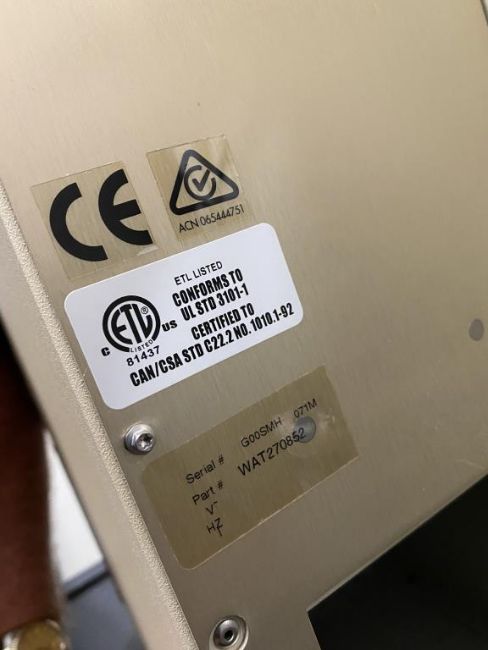 CE
ACN 065444751
ETL LISTED
CONFORMS TO
UL STD 3101-1
CERTIFIED TO
CAN/CSA STD C22.2 NO. 1010.1-92
C ETL US
LISTED
81437
Serial # G00SMH 071M
Part # WAT270852
V~
HZ